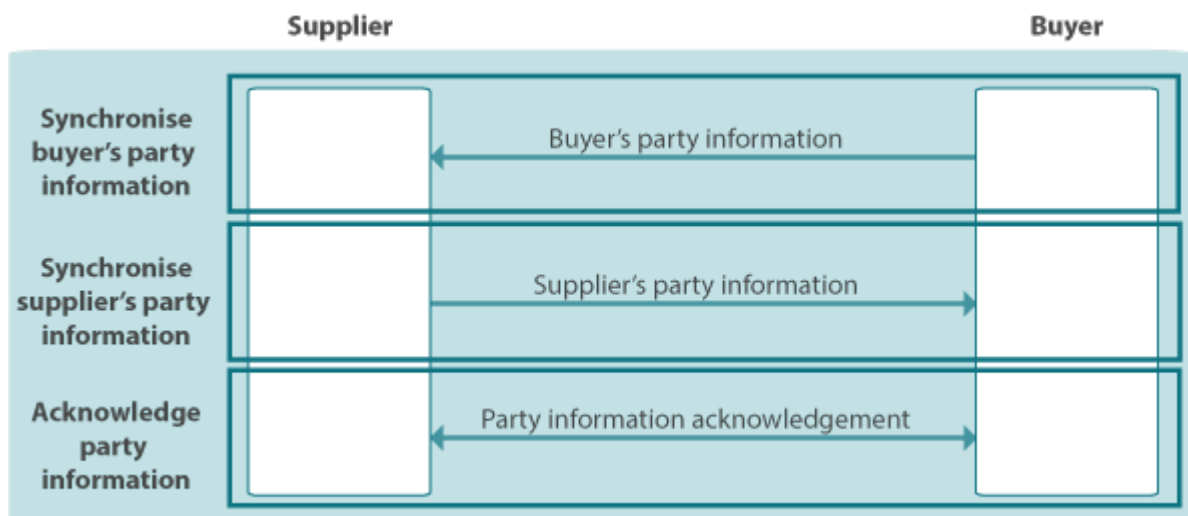 Supplier
Buyer
Synchronise
buyer’s party
information
Buyer’s party information
Synchronise
supplier’s party
information
Supplier’s party information
Acknowledge
party
information
Party information acknowledgement